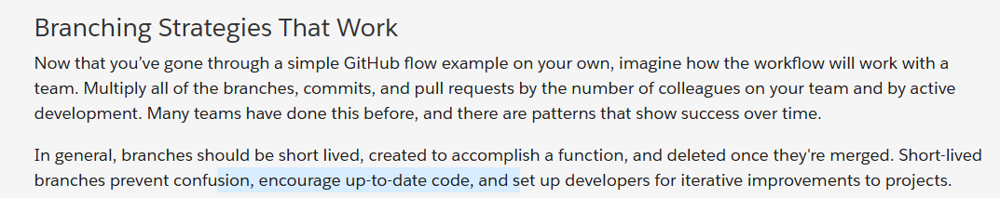 Branching Strategies That Work
Now that you’ve gone through a simple GitHub flow example on your own, imagine how the workflow will work with a
team. Multiply all of the branches, commits, and pull requests by the number of colleagues on your team and by active
development. Many teams have done this before, and there are patterns that show success over time.
In general, branches should be short lived, created to accomplish a function, and deleted once they're merged. Short-lived
branches prevent confusion, encourage up-to-date code, and set up developers for iterative improvements to projects.